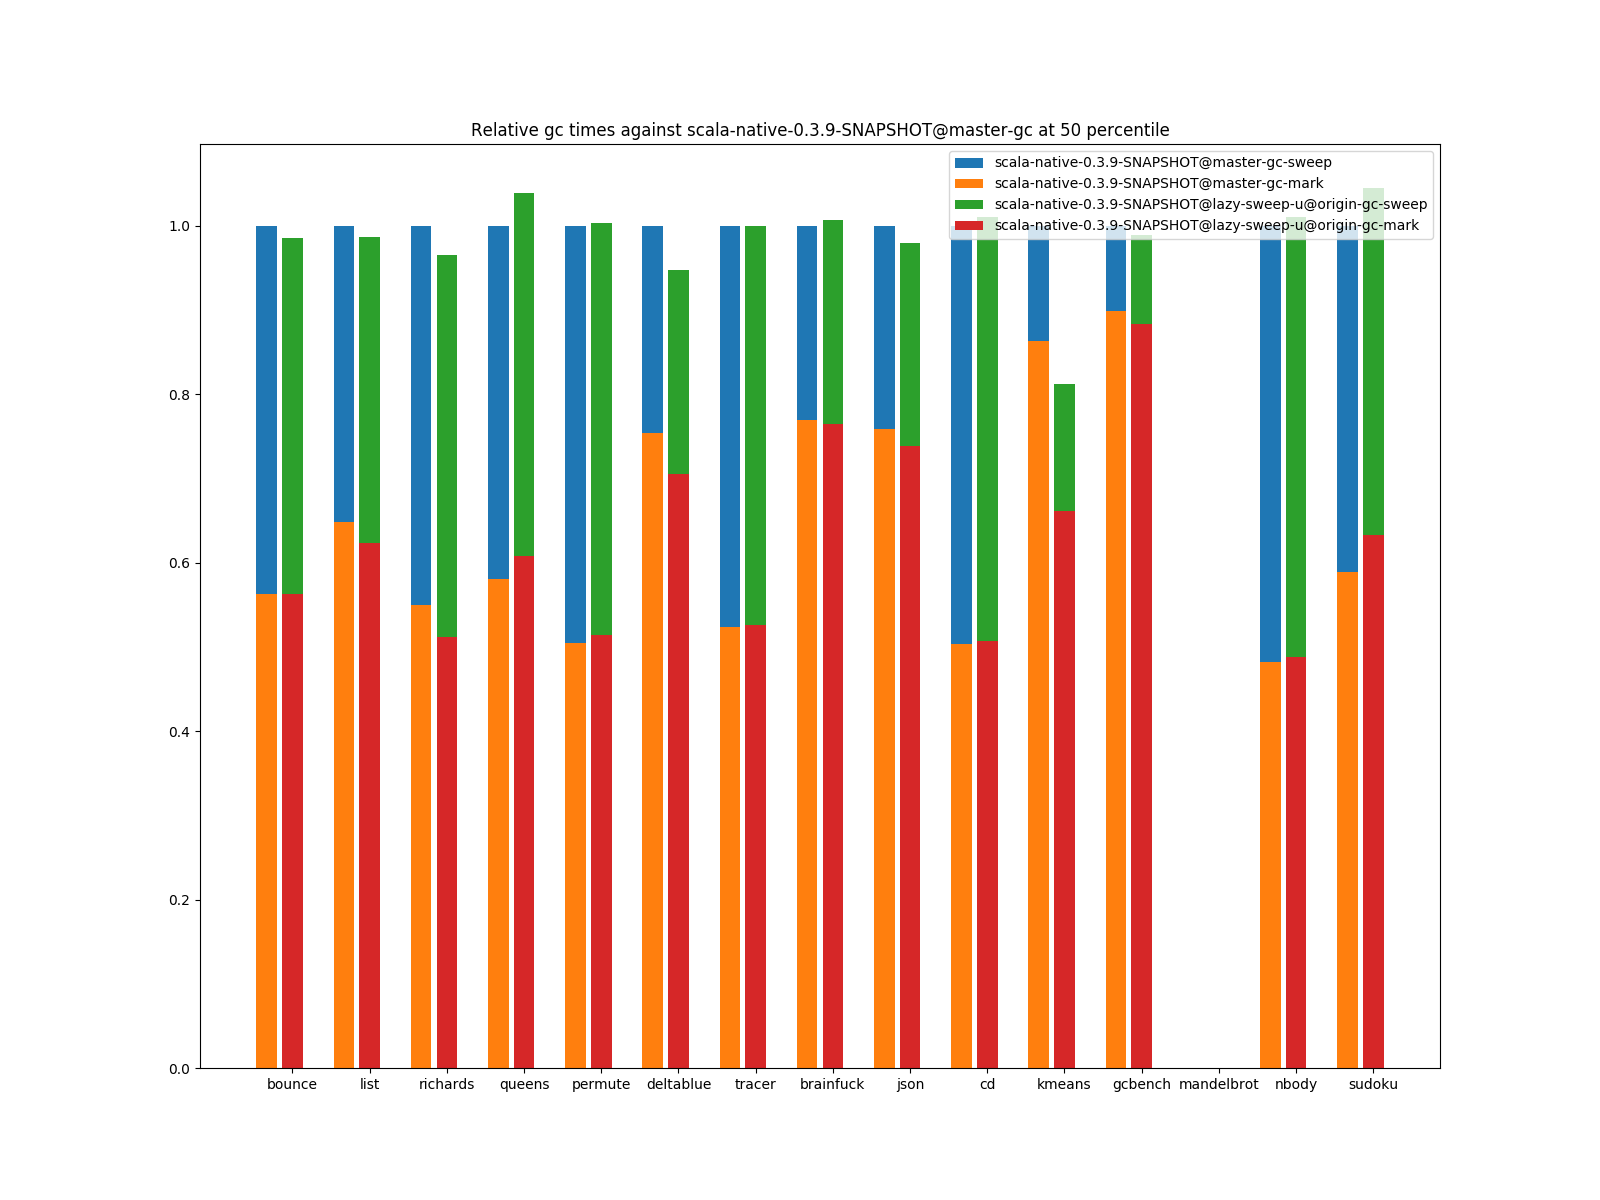 Relative gc times against scala-native-0.3.9-SNAPSHOT@master-gc at 50 percentile
scala-native-0.3.9-SNAPSHOT@master-gc-sweep
scala-native-0.3.9-SNAPSHOT@master-gc-mark
scala-native-0.3.9-SNAPSHOT@lazy-sweep-u@origin-gc-sweep
scala-native-0.3.9-SNAPSHOT@lazy-sweep-u@origin-gc-mark
1.0
0.8
0.6
0.4
0.2
0.0
bounce list richards queens permute deltablue tracer brainfuck json cd kmeans gcbench mandelbrot nbody sudoku